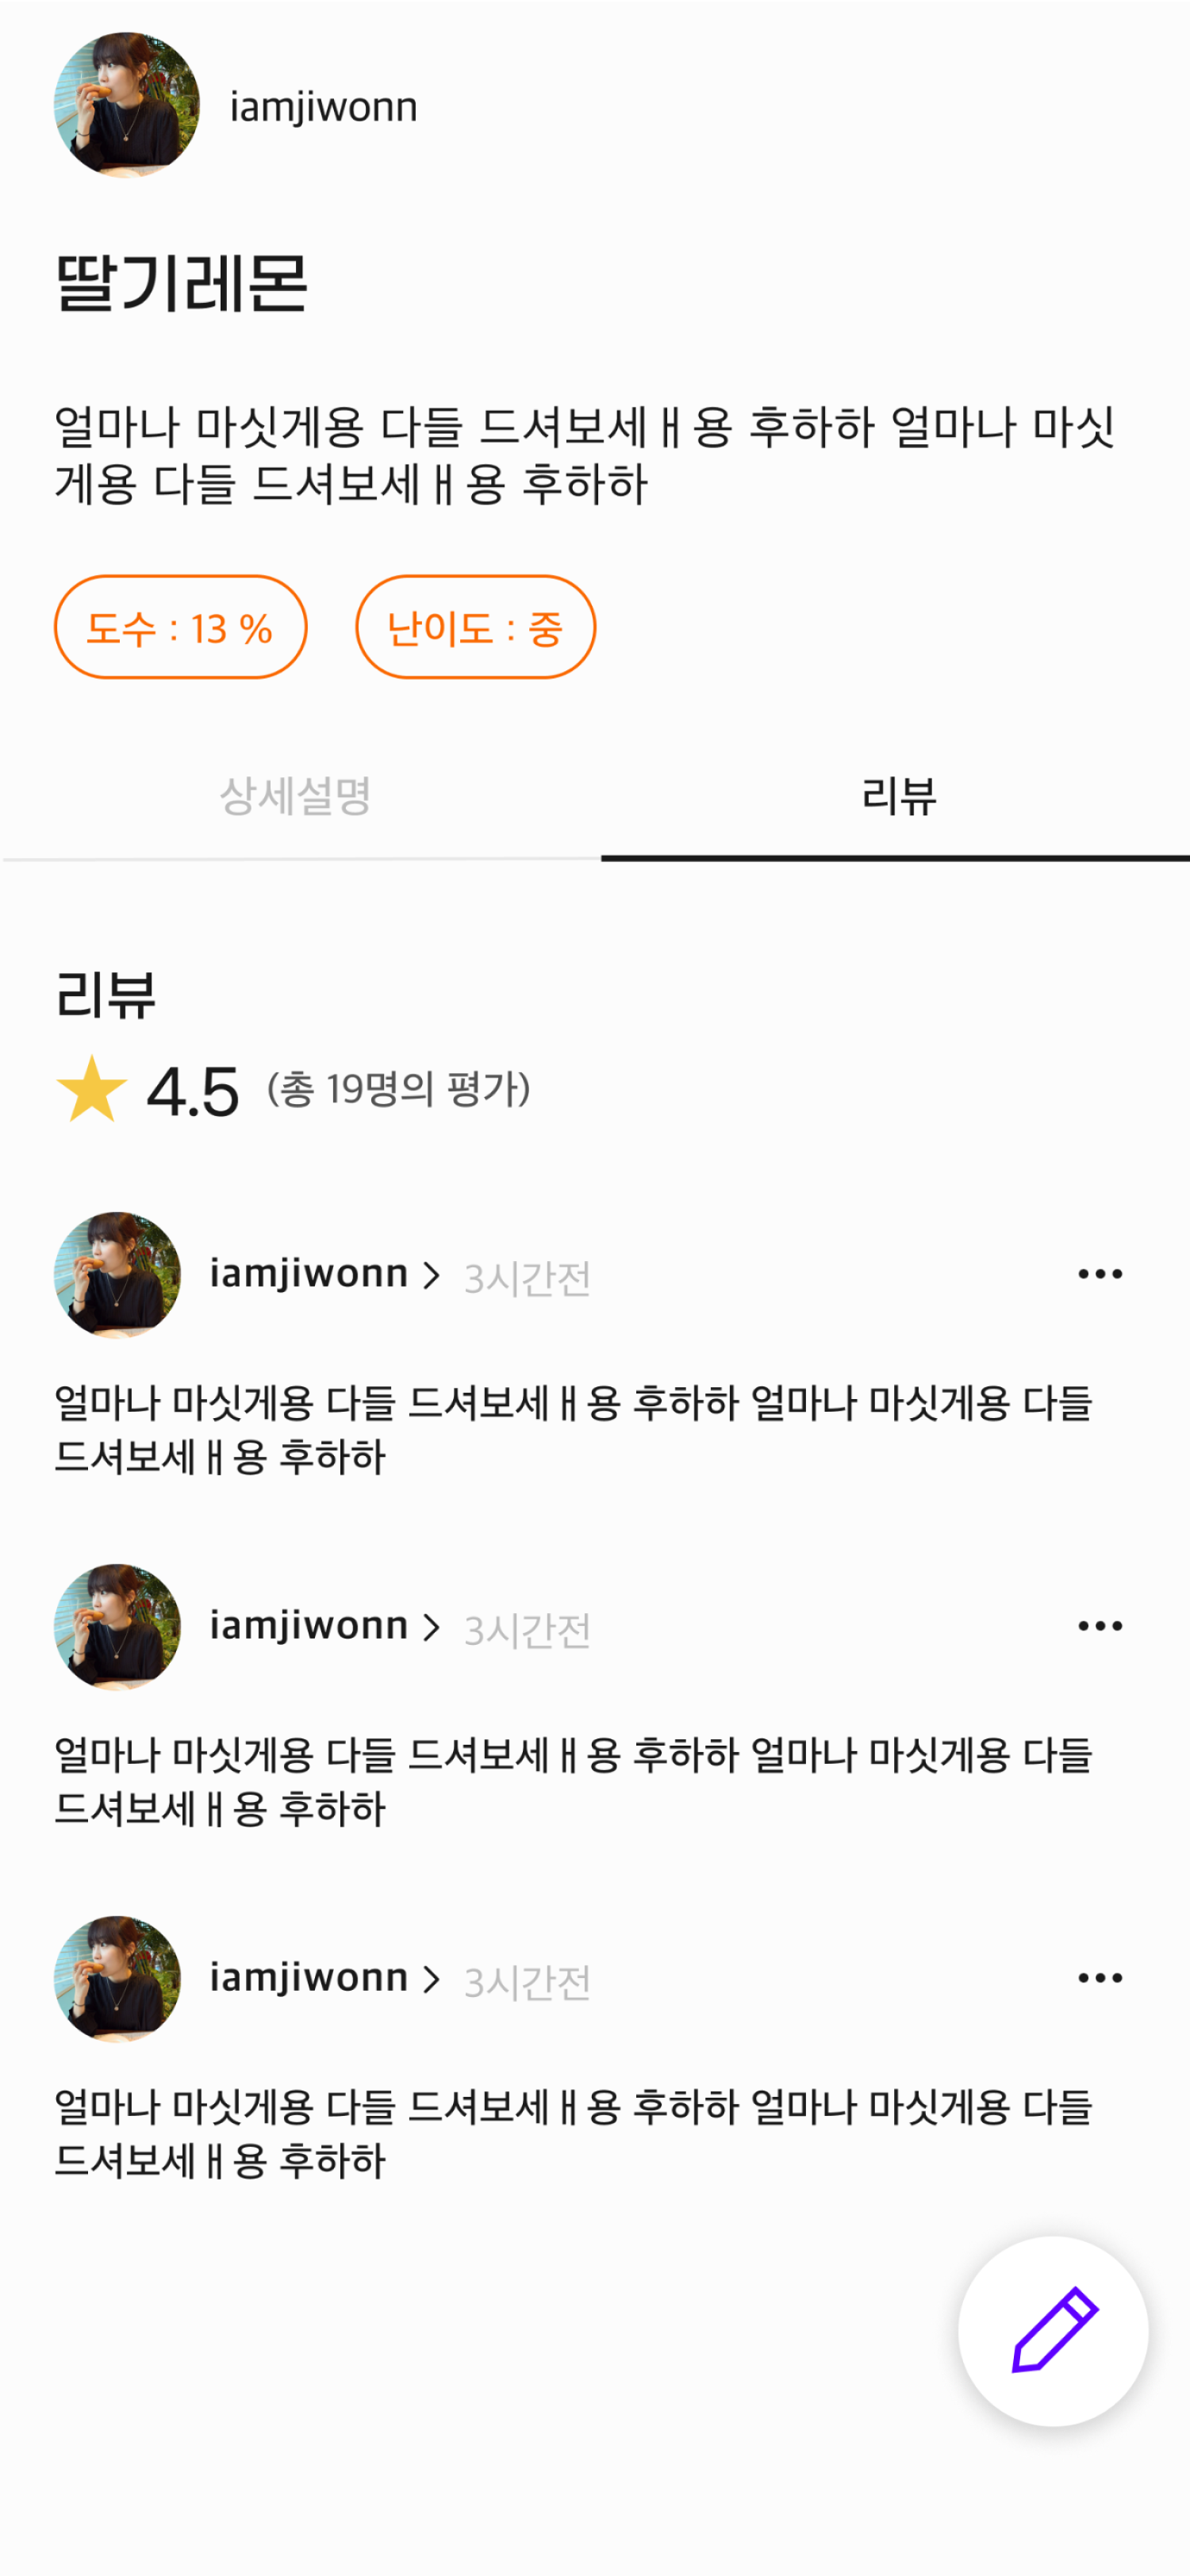 iamjiwonn
딸기레몬
얼마나 마싯게용 다들 드셔보세ㅐ용 후하하 얼마나 마싯
게용 다들 드셔보세ㅐ용 후하하
도수 : 13 %
난이도 : 중
상세설명
리뷰
리뷰
4.5 (총 19명의 평가)
iamjiwonn > 3시간전
얼마나 마싯게용 다들 드셔보세ㅐ용 후하하 얼마나 마싯게용 다들
드셔보세ㅐ용 후하하
iamjiwonn > 3시간전
얼마나 마싯게용 다들 드셔보세ㅐ용 후하하 얼마나 마싯게용 다들
드셔보세ㅐ용 후하하
iamjiwonn > 3시간전
얼마나 마싯게용 다들 드셔보세ㅐ용 후하하 얼마나 마싯게용 다들
드셔보세ㅐ용 후하하